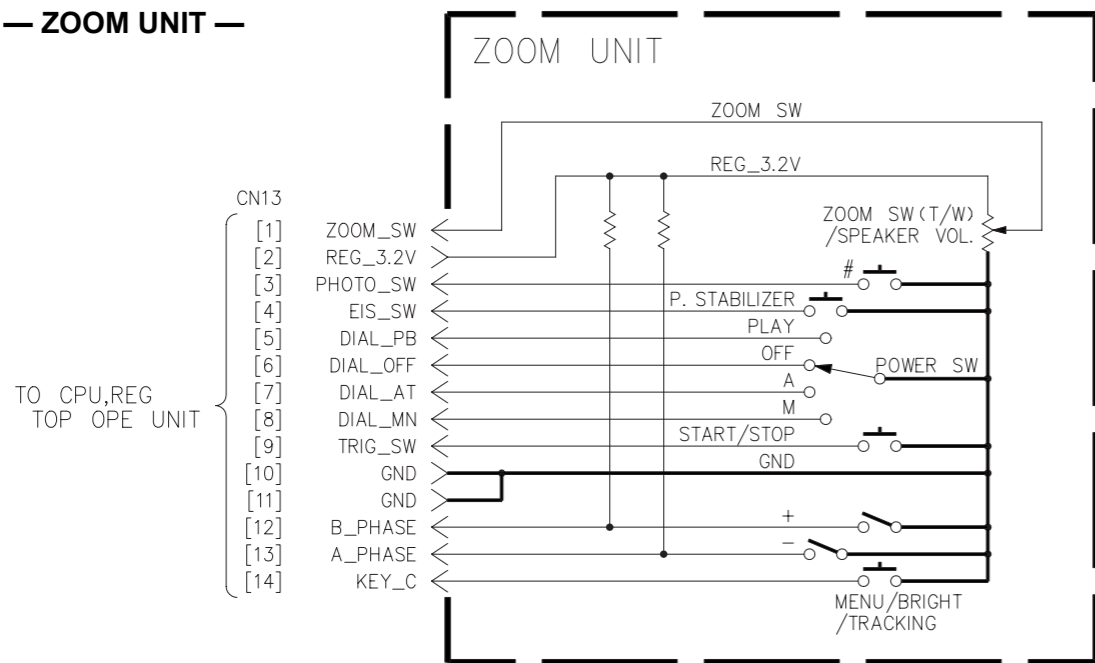 — ZOOM UNIT —
ZOOM UNIT
ZOOM SW
REG_3.2V
CN13
ZOOM SW(T/W)
/SPEAKER VOL.
[1] ZOOM_SW
[2] REG_3.2V
[3] PHOTO_SW #
[4] EIS_SW P. STABILIZER
[5] DIAL_PB PLAY
[6] DIAL_OFF OFF POWER SW
[7] DIAL_AT A
[8] DIAL_MN M
[9] TRIG_SW START/STOP
[10] GND GND
[11] GND
[12] B_PHASE +
[13] A_PHASE −
[14] KEY_C
MENU/BRIGHT
/TRACKING
TO CPU,REG
TOP OPE UNIT